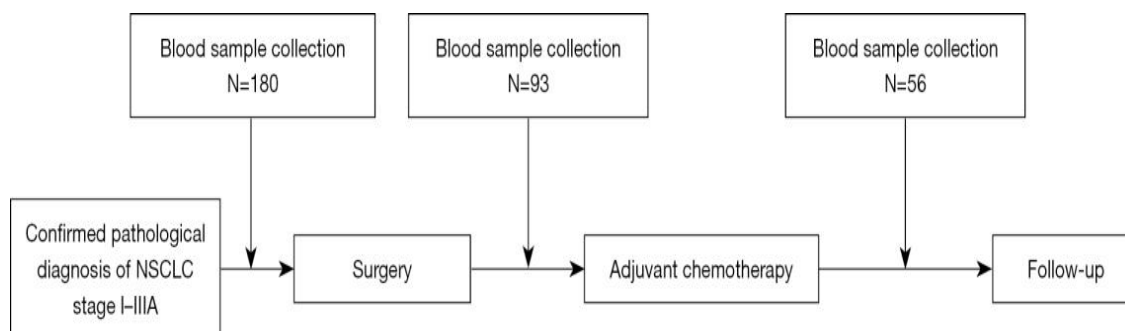 Blood sample collection
N=180
Blood sample collection
N=93
Blood sample collection
N=56
Confirmed pathological
diagnosis of NSCLC
stage I–IIIA
Surgery
Adjuvant chemotherapy
Follow-up